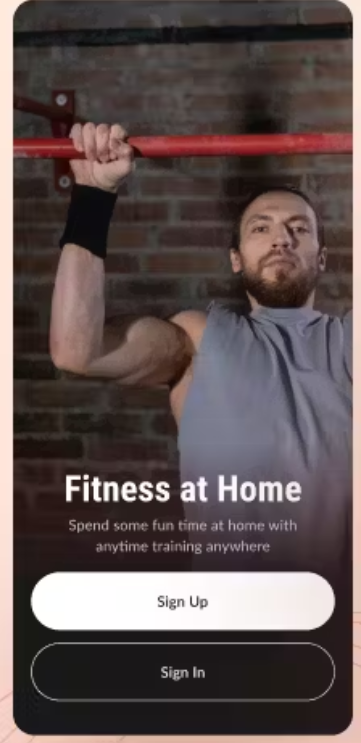 Fitness at Home
Spend some fun time at home with
anytime training anywhere
Sign Up
Sign In